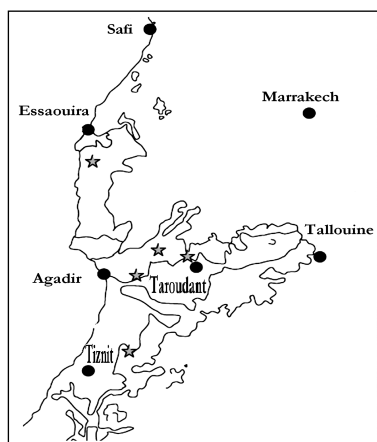 Safi
Marrakech
Essaouira
Tallouine
Agadir
Taroudant
Tiznit